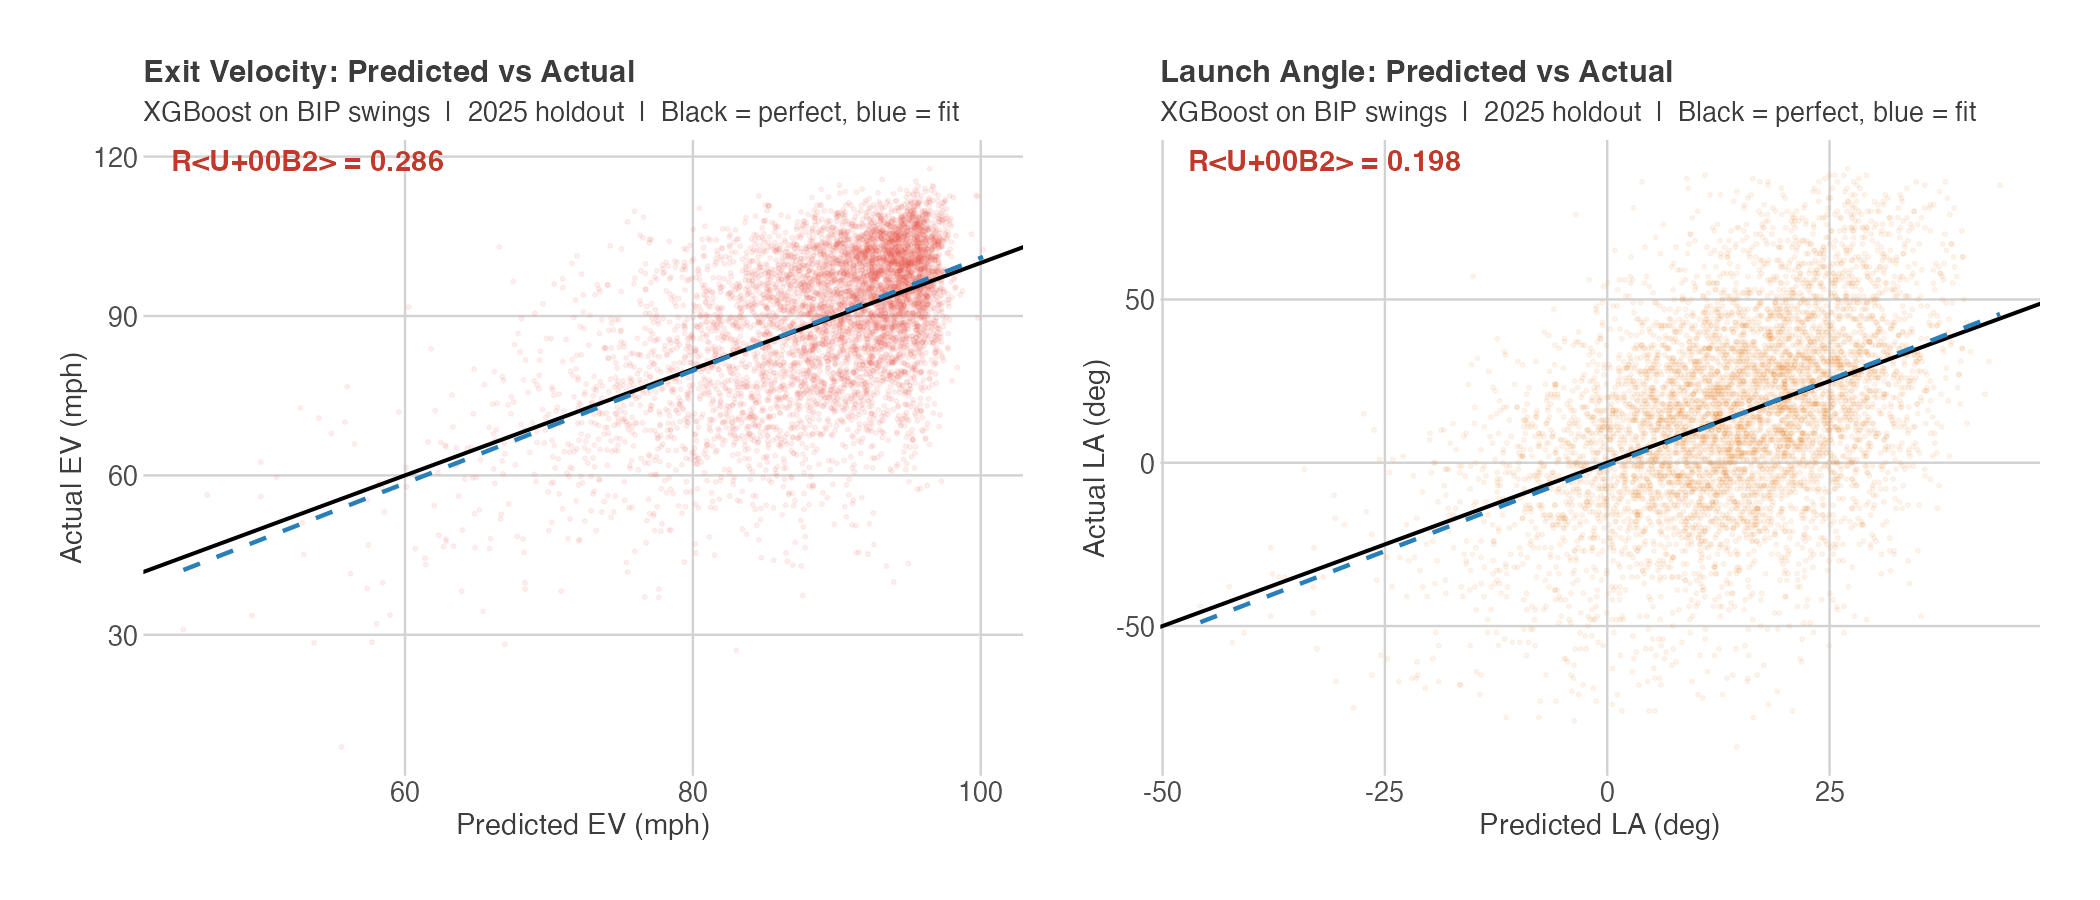 Exit Velocity: Predicted vs Actual
XGBoost on BIP swings | 2025 holdout | Black = perfect, blue = fit
R<U+00B2> = 0.286
120
90
60
30
Actual EV (mph)
60 80 100
Predicted EV (mph)
Launch Angle: Predicted vs Actual
XGBoost on BIP swings | 2025 holdout | Black = perfect, blue = fit
R<U+00B2> = 0.198
50
0
-50
Actual LA (deg)
-50 -25 0 25
Predicted LA (deg)